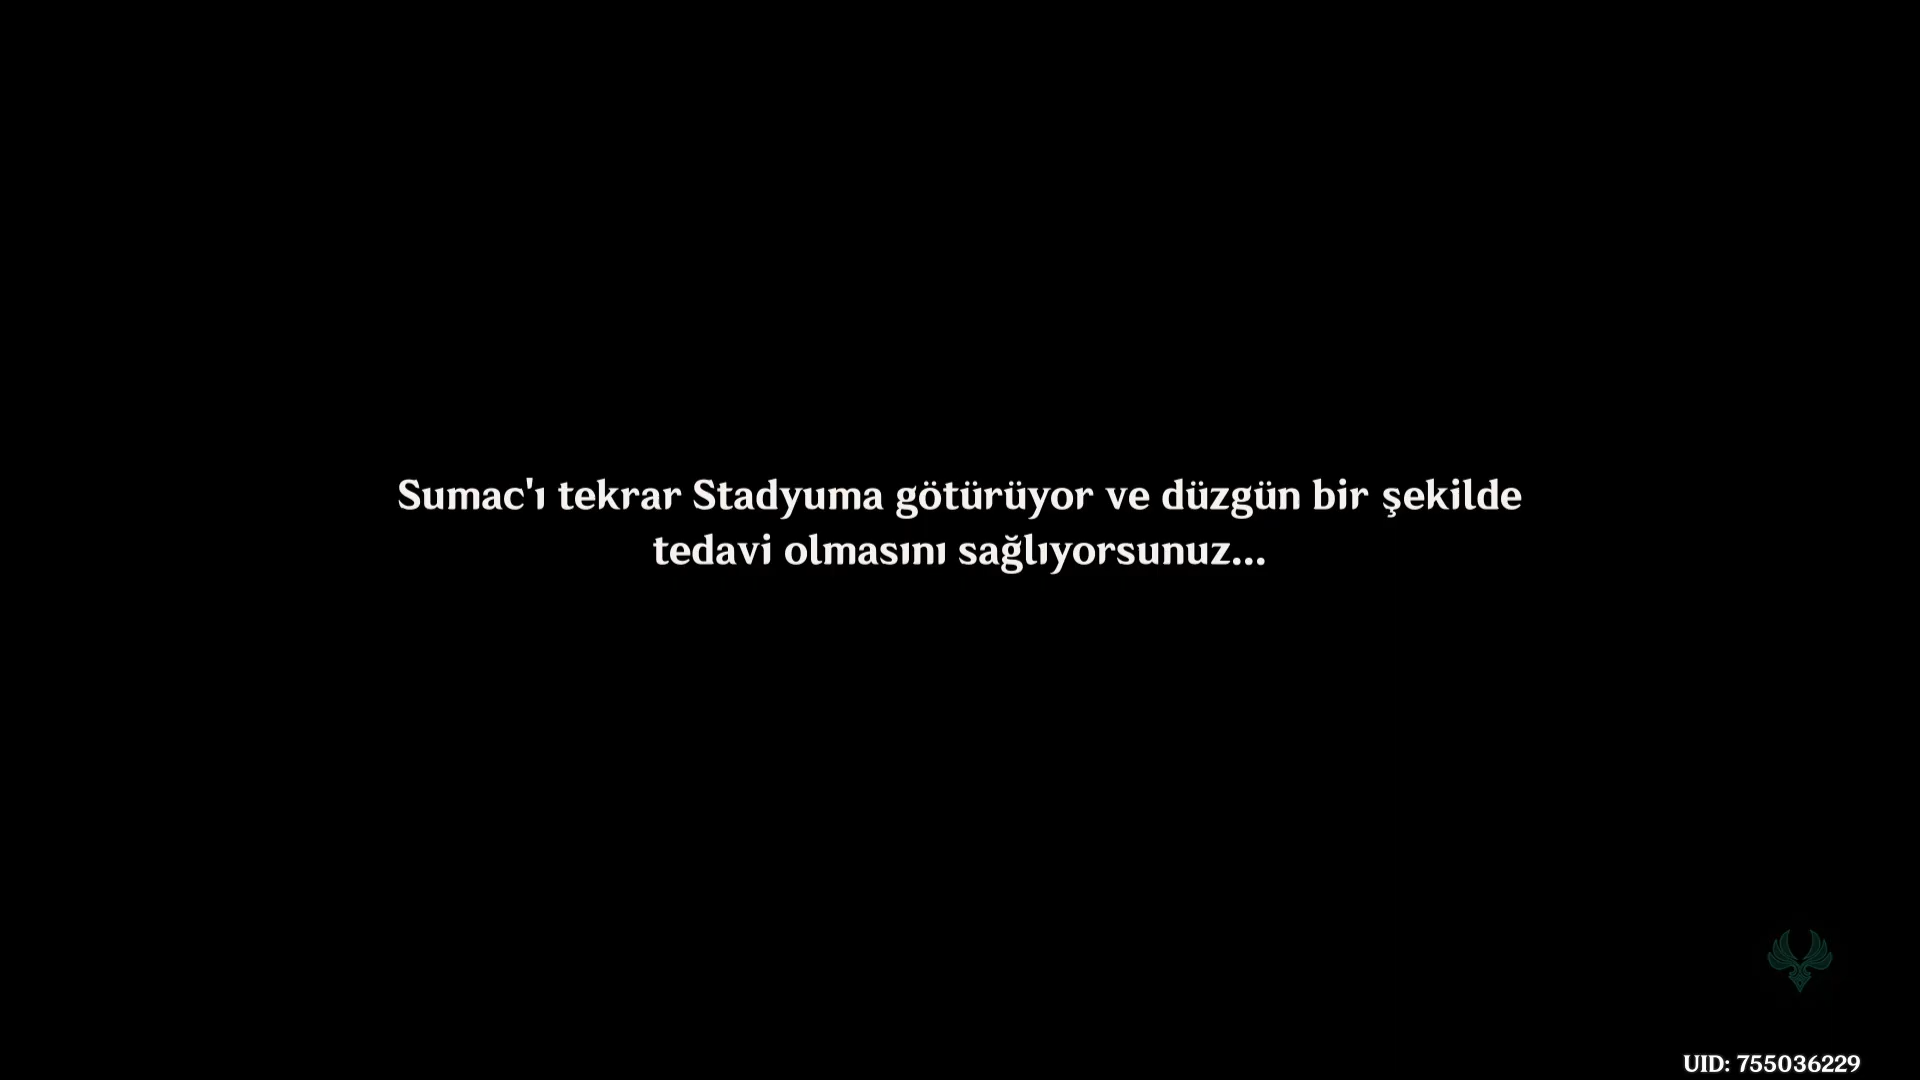 Sumac'ı tekrar Stadyuma götürüyor ve düzgün bir şekilde
tedavi olmasını sağlıyorsunuz...
UID: 755036229